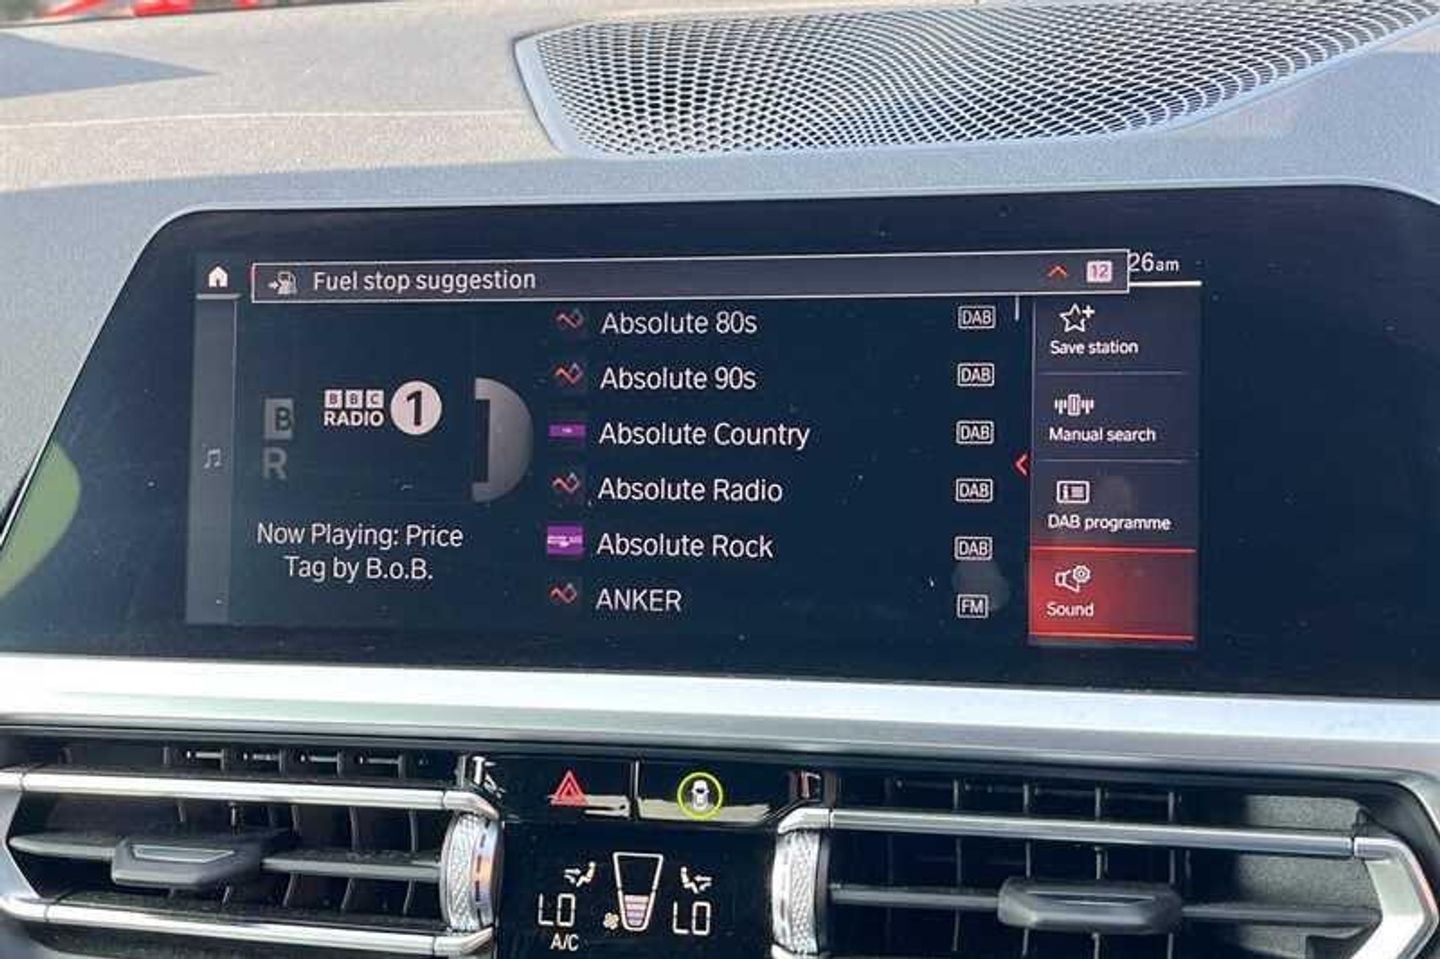 Fuel stop suggestion
12
26am
BBC
RADIO 1
B
R
Now Playing: Price
Tag by B.o.B.
Absolute 80s DAB
Absolute 90s DAB
Absolute Country DAB
Absolute Radio DAB
Absolute Rock DAB
ANKER FM
Save station
Manual search
DAB programme
Sound
LO
A/C
LO